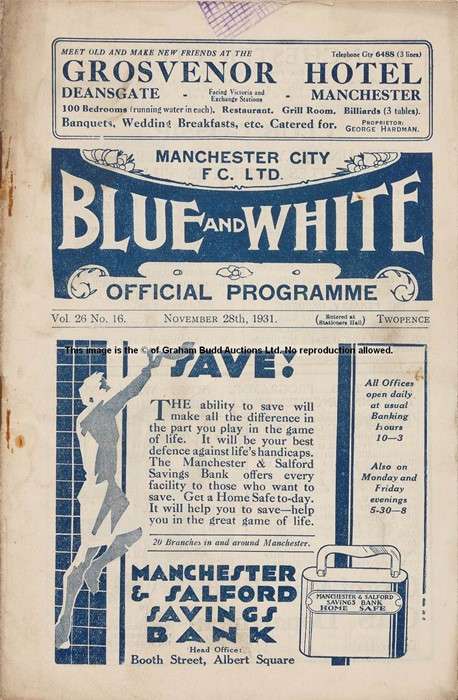 MEET OLD AND MAKE NEW FRIENDS AT THE Telephone City 6488 (3 lines)
GROSVENOR HOTEL
DEANSGATE - Facing Victoria and Exchange Stations - MANCHESTER
100 Bedrooms (running water in each). Restaurant. Grill Room. Billiards (3 tables).
Banquets, Wedding Breakfasts, etc. Catered for. PROPRIETOR: GEORGE HARDMAN.
MANCHESTER CITY
F.C. LTD.
BLUE AND WHITE
OFFICIAL PROGRAMME
Vol. 26 No. 16. NOVEMBER 28th, 1931. (Entered at Stationers Hall) TWOPENCE
This image is the © of Graham Budd Auctions Ltd. No reproduction allowed.
SAVE!
THE ability to save will
make all the difference in
the part you play in the game
of life. It will be your best
defence against life's handicaps.
The Manchester & Salford
Savings Bank offers every
facility to those who want to
save. Get a Home Safe to-day.
It will help you to save—help
you in the great game of life.
20 Branches in and around Manchester.
All Offices
open daily
at usual
Banking
hours
10—3
Also on
Monday and
Friday
evenings
5-30—8
MANCHESTER
& SALFORD
SAVINGS
BANK
Head Office:
Booth Street, Albert Square
MANCHESTER & SALFORD
SAVINGS BANK
HOME SAFE